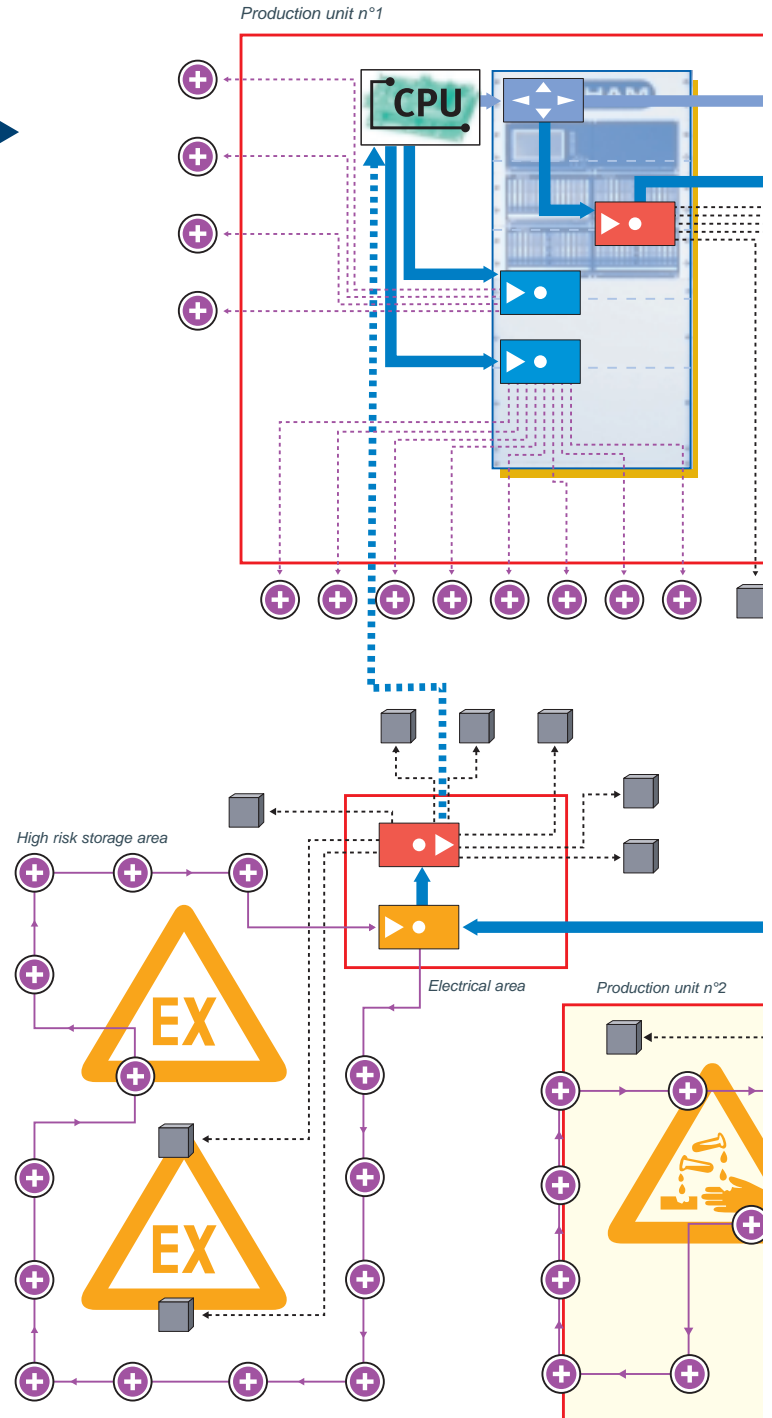 Production unit n°1
CPU
High risk storage area
EX
Electrical area
Production unit n°2
EX